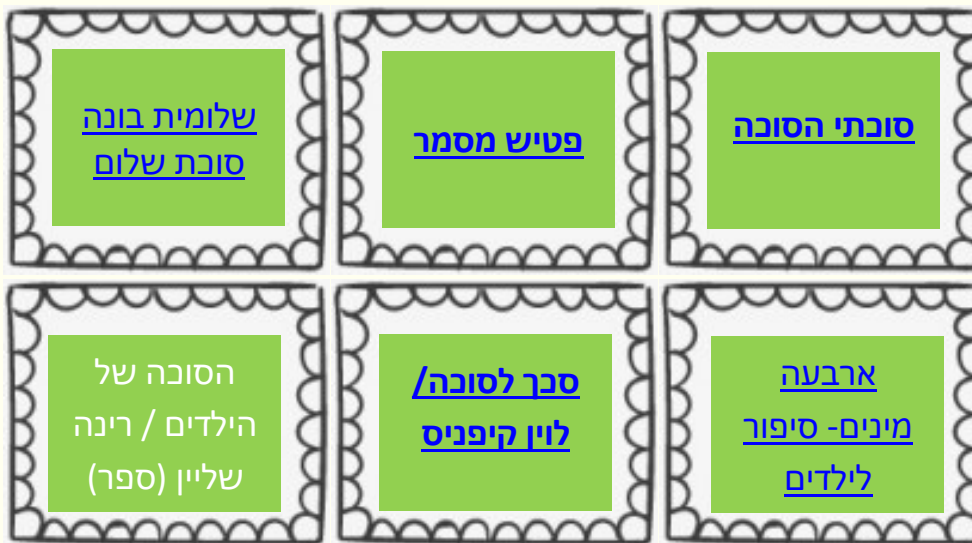 סוכתי הסוכה
פטיש מסמר
שלומית בונה
סוכת שלום
ארבעה
מינים- סיפור
לילדים
סכך לסוכה/
לוין קיפניס
הסוכה של
הילדים / רינה
שליין (ספר)